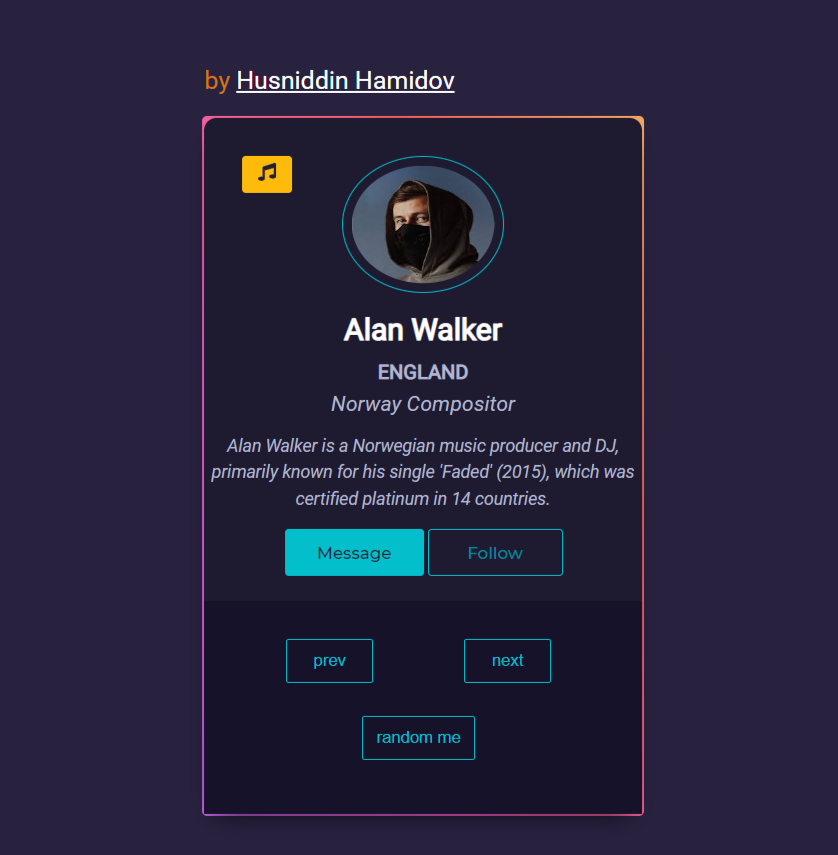 by Husniddin Hamidov
Alan Walker
ENGLAND
Norway Compositor
Alan Walker is a Norwegian music producer and DJ,
primarily known for his single 'Faded' (2015), which was
certified platinum in 14 countries.
Message Follow
prev next
random me